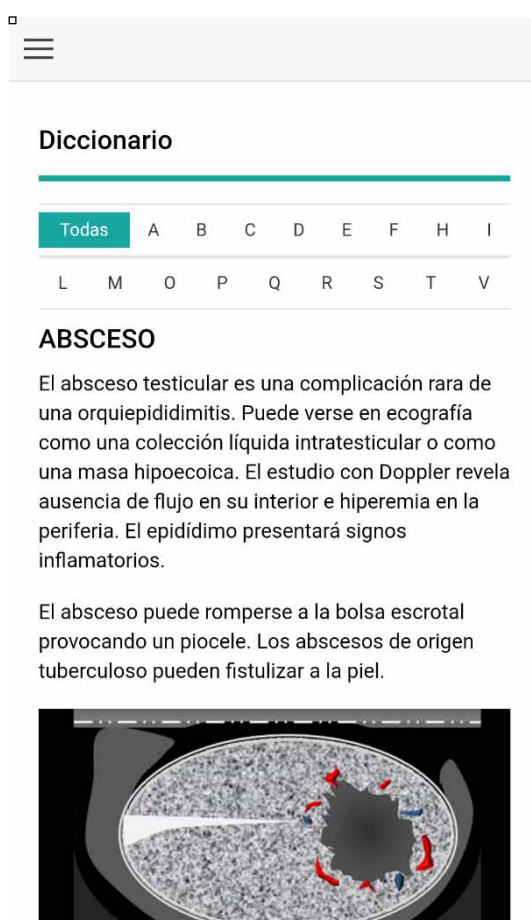 Diccionario
Todas A B C D E F H I
L M O P Q R S T V
ABSCESO
El absceso testicular es una complicación rara de
una orquiepididimitis. Puede verse en ecografía
como una colección líquida intratesticular o como
una masa hipoecoica. El estudio con Doppler revela
ausencia de flujo en su interior e hiperemia en la
periferia. El epidídimo presentará signos
inflamatorios.
El absceso puede romperse a la bolsa escrotal
provocando un piocele. Los abscesos de origen
tuberculoso pueden fistulizar a la piel.